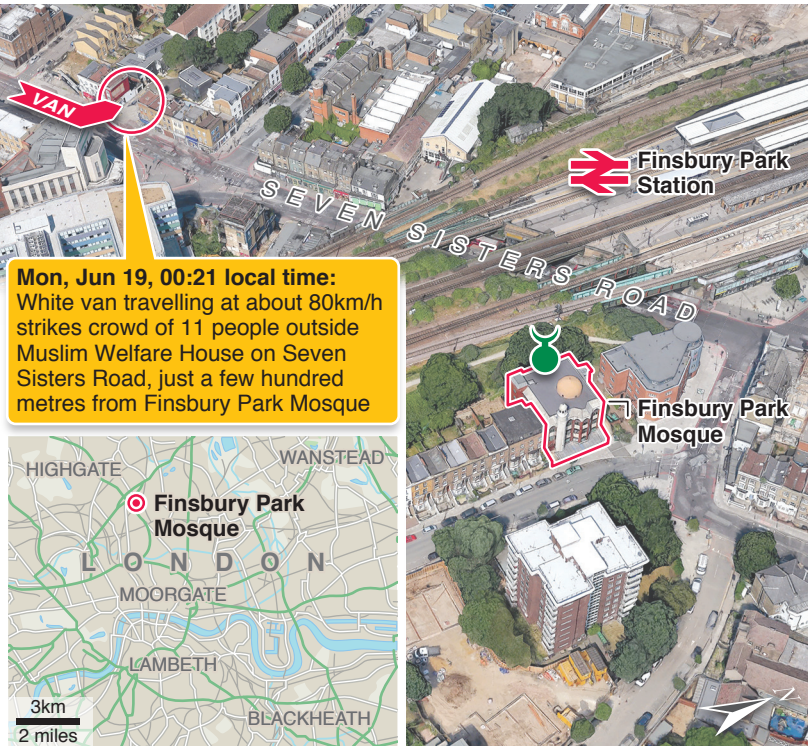 VAN
Finsbury Park
Station
SEVEN SISTERS ROAD
Mon, Jun 19, 00:21 local time:
White van travelling at about 80km/h
strikes crowd of 11 people outside
Muslim Welfare House on Seven
Sisters Road, just a few hundred
metres from Finsbury Park Mosque
Finsbury Park
Mosque
HIGHGATE
WANSTEAD
Finsbury Park
Mosque
LONDON
MOORGATE
LAMBETH
BLACKHEATH
3km
2 miles
N